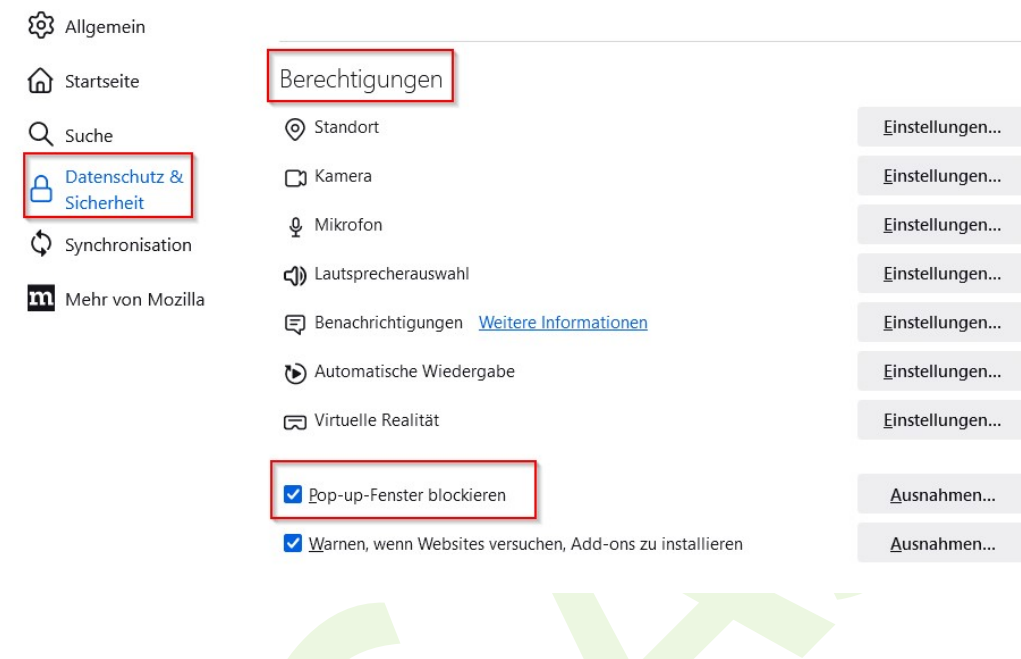 Allgemein
Startseite
Suche
Datenschutz &
Sicherheit
Synchronisation
m Mehr von Mozilla
Berechtigungen
Standort Einstellungen...
Kamera Einstellungen...
Mikrofon Einstellungen...
Lautsprecherauswahl Einstellungen...
Benachrichtigungen Weitere Informationen Einstellungen...
Automatische Wiedergabe Einstellungen...
Virtuelle Realität Einstellungen...
Pop-up-Fenster blockieren Ausnahmen...
Warnen, wenn Websites versuchen, Add-ons zu installieren Ausnahmen...